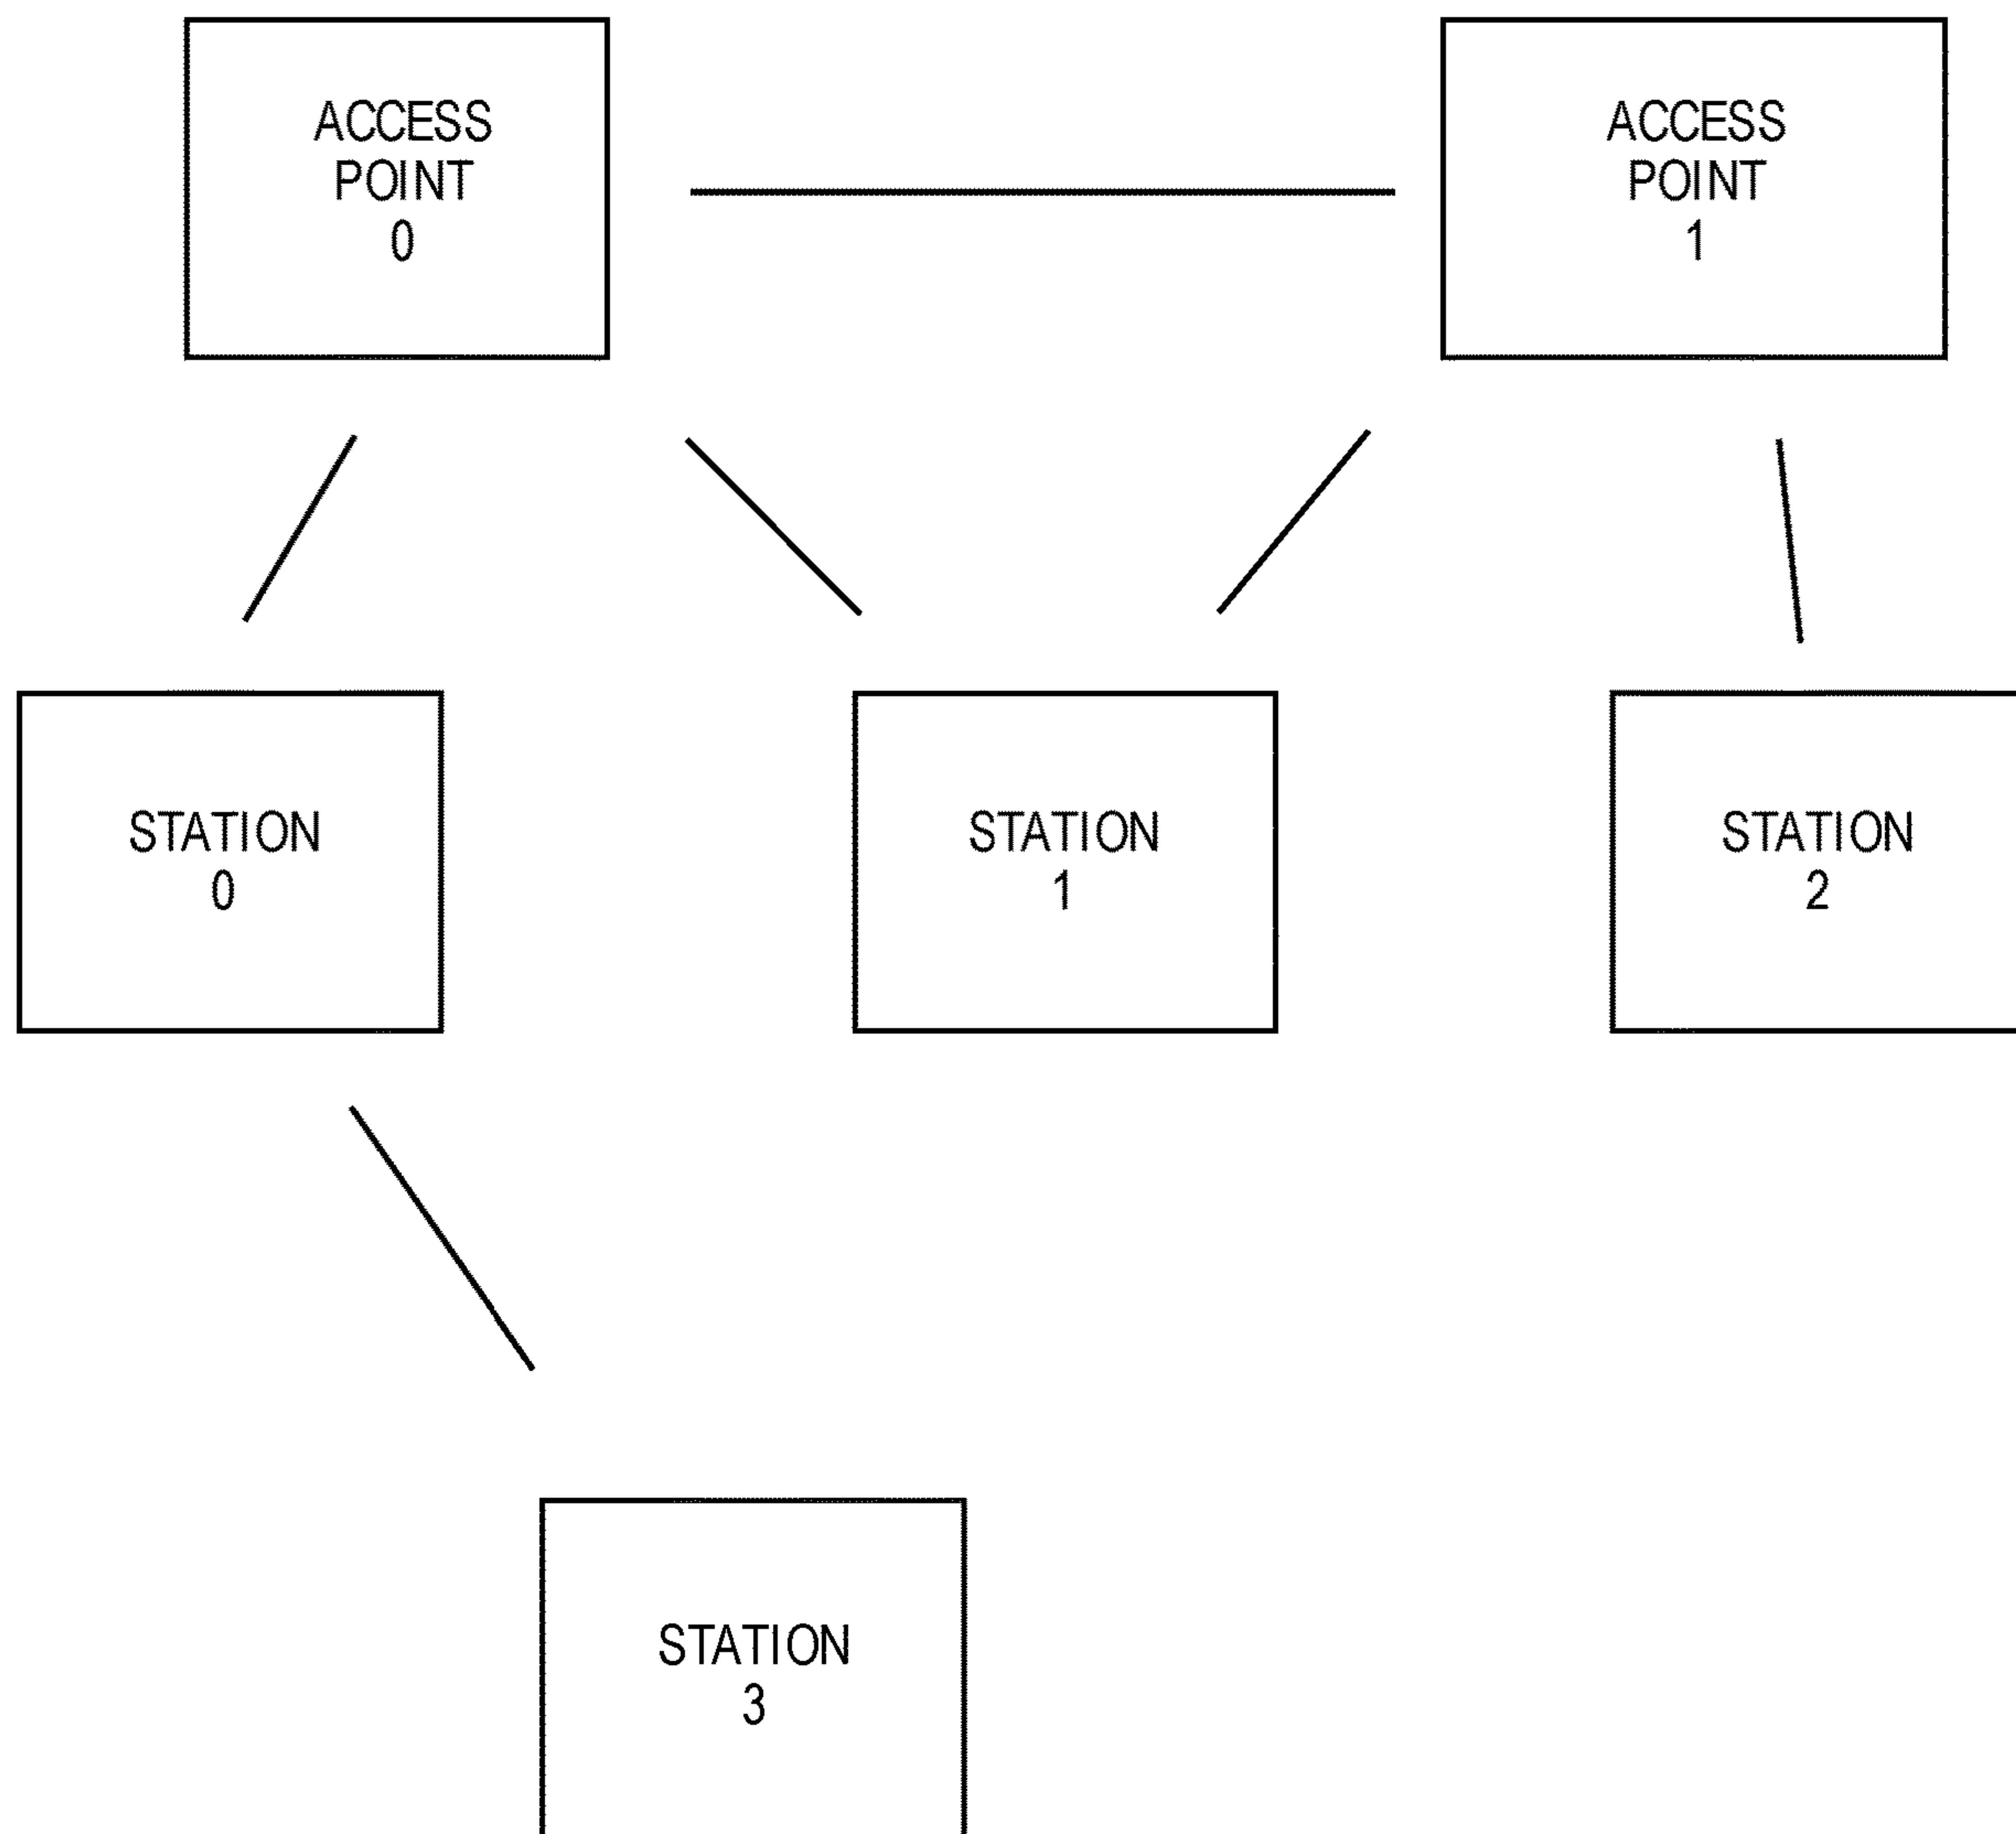 ACCESS
POINT
0
ACCESS
POINT
1
STATION
0
STATION
1
STATION
2
STATION
3